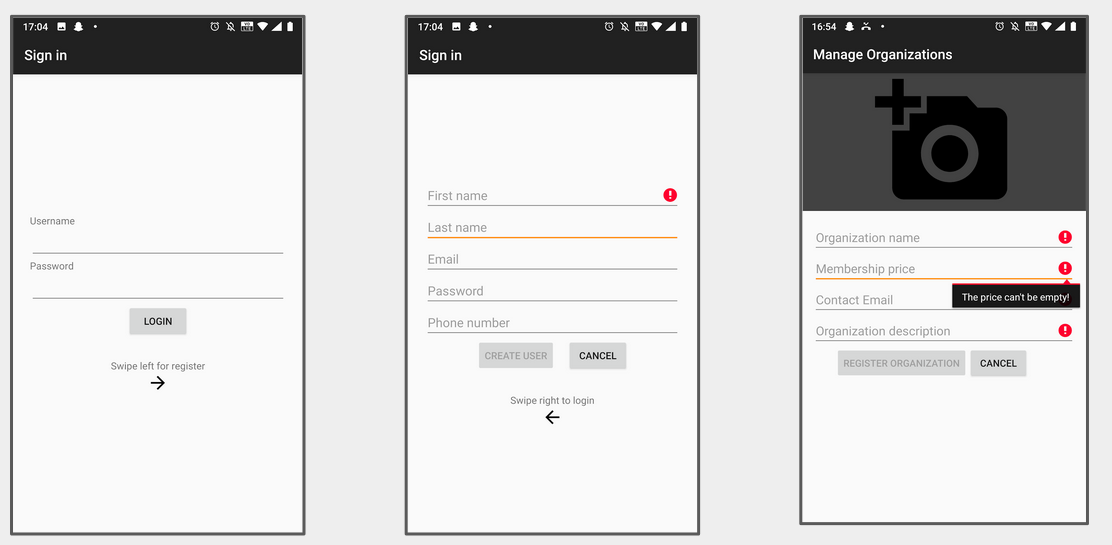 17:04
Sign in
Username
Password
LOGIN
Swipe left for register
17:04
Sign in
First name
Last name
Email
Password
Phone number
CREATE USER CANCEL
Swipe right to login
16:54
Manage Organizations
Organization name
Membership price
The price can't be empty!
Contact Email
Organization description
REGISTER ORGANIZATION CANCEL